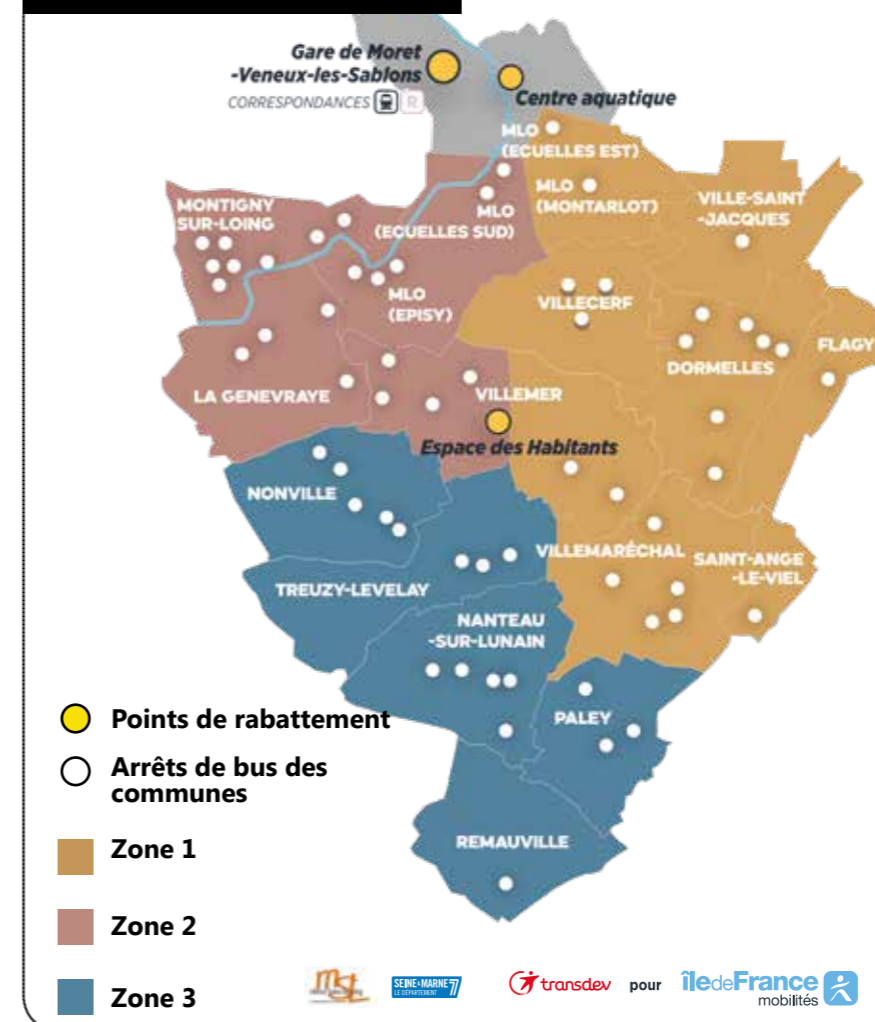 Gare de Moret
-Veneux-les-Sablons
CORRESPONDANCES R
Centre aquatique
MLO
(ECUELLES EST)
MLO
(MONTARLOT)
VILLE-SAINT
-JACQUES
MONTIGNY
SUR-LOING
MLO
(ECUELLES SUD)
MLO
(EPISY)
VILLECERF
FLAGY
DORMELLES
LA GENEVRAYE
VILLEMER
Espace des Habitants
NONVILLE
VILLEMARÉCHAL
SAINT-ANGE
-LE-VIEL
TREUZY-LEVELAY
NANTEAU
-SUR-LUNAIN
PALEY
REMAUVILLE
Points de rabattement
Arrêts de bus des
communes
Zone 1
Zone 2
Zone 3
msl
SEINE&MARNE 77
LE DÉPARTEMENT
transdev pour îledeFrance
mobilités